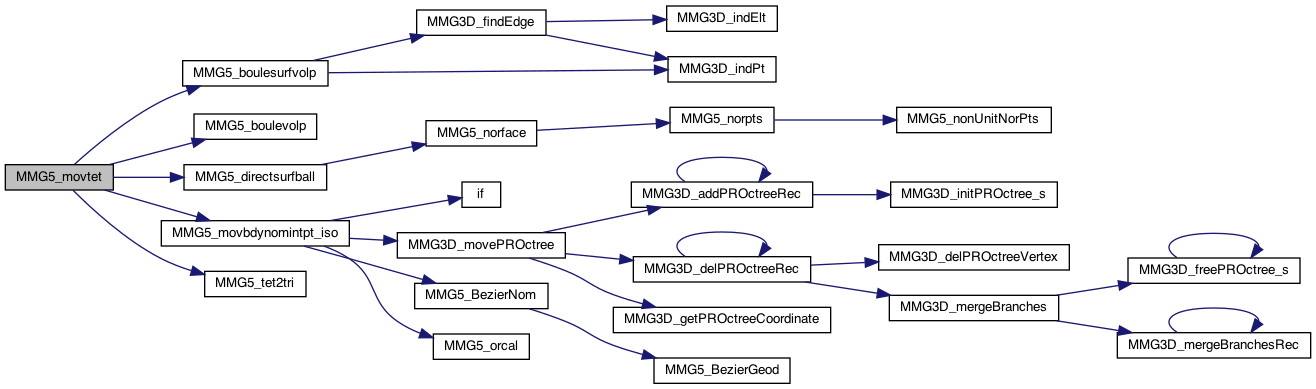 MMG5_movtet
MMG5_boulesurfvolp
MMG3D_findEdge
MMG3D_indElt
MMG3D_indPt
MMG5_boulevolp
MMG5_directsurfball
MMG5_norface
MMG5_norpts
MMG5_nonUnitNorPts
MMG5_movbdynomintpt_iso
if
MMG3D_movePROctree
MMG3D_addPROctreeRec
MMG3D_initPROctree_s
MMG3D_delPROctreeRec
MMG3D_delPROctreeVertex
MMG3D_mergeBranches
MMG3D_freePROctree_s
MMG3D_mergeBranchesRec
MMG3D_getPROctreeCoordinate
MMG5_BezierNom
MMG5_BezierGeod
MMG5_orcal
MMG5_tet2tri